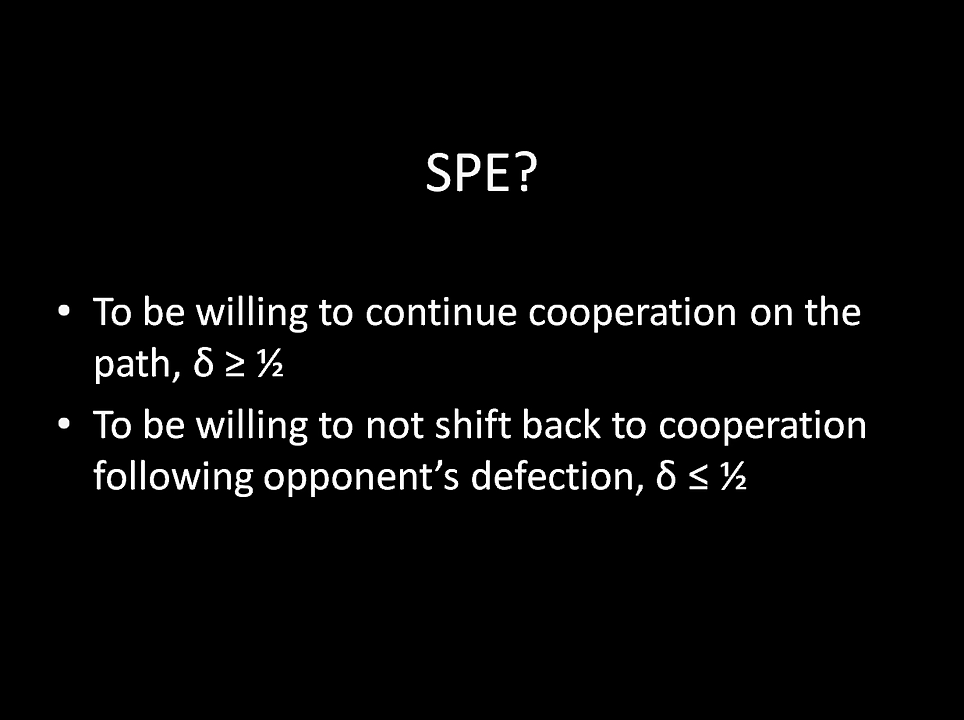 SPE?
• To be willing to continue cooperation on the
path, δ ≥ ½
• To be willing to not shift back to cooperation
following opponent’s defection, δ ≤ ½